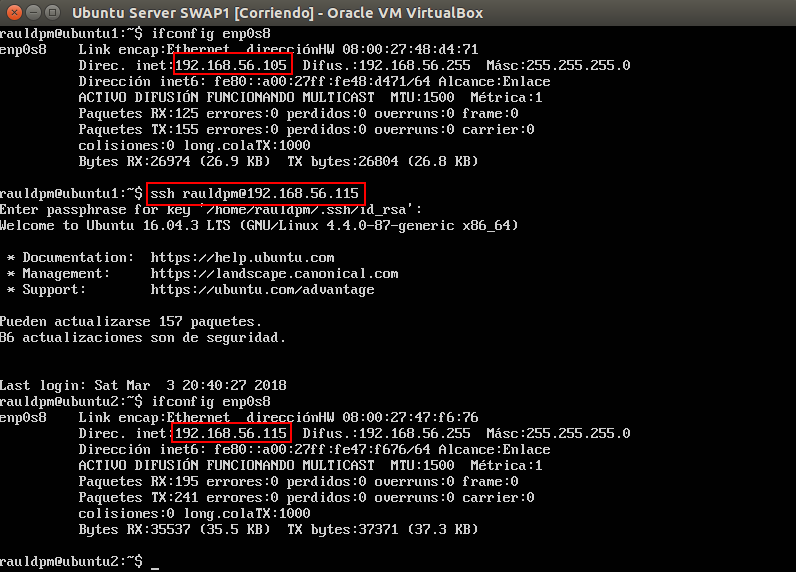 Ubuntu Server SWAP1 [Corriendo] - Oracle VM VirtualBox
rauldpm@ubuntu1:~$ ifconfig enp0s8
enp0s8    Link encap:Ethernet  direcciónHW 08:00:27:48:d4:71
          Direc. inet:192.168.56.105  Difus.:192.168.56.255  Másc:255.255.255.0
          Dirección inet6: fe80::a00:27ff:fe48:d471/64 Alcance:Enlace
          ACTIVO DIFUSIÓN FUNCIONANDO MULTICAST  MTU:1500  Métrica:1
          Paquetes RX:125 errores:0 perdidos:0 overruns:0 frame:0
          Paquetes TX:155 errores:0 perdidos:0 overruns:0 carrier:0
          colisiones:0 long.colaTX:1000
          Bytes RX:26974 (26.9 KB)  TX bytes:26804 (26.8 KB)
rauldpm@ubuntu1:~$ ssh rauldpm@192.168.56.115
Enter passphrase for key '/home/rauldpm/.ssh/id_rsa':
Welcome to Ubuntu 16.04.3 LTS (GNU/Linux 4.4.0-87-generic x86_64)
 * Documentation:  https://help.ubuntu.com
 * Management:     https://landscape.canonical.com
 * Support:        https://ubuntu.com/advantage
Pueden actualizarse 157 paquetes.
86 actualizaciones son de seguridad.
Last login: Sat Mar  3 20:40:27 2018
rauldpm@ubuntu2:~$ ifconfig enp0s8
enp0s8    Link encap:Ethernet  direcciónHW 08:00:27:47:f6:76
          Direc. inet:192.168.56.115  Difus.:192.168.56.255  Másc:255.255.255.0
          Dirección inet6: fe80::a00:27ff:fe47:f676/64 Alcance:Enlace
          ACTIVO DIFUSIÓN FUNCIONANDO MULTICAST  MTU:1500  Métrica:1
          Paquetes RX:195 errores:0 perdidos:0 overruns:0 frame:0
          Paquetes TX:241 errores:0 perdidos:0 overruns:0 carrier:0
          colisiones:0 long.colaTX:1000
          Bytes RX:35537 (35.5 KB)  TX bytes:37371 (37.3 KB)
rauldpm@ubuntu2:~$ _